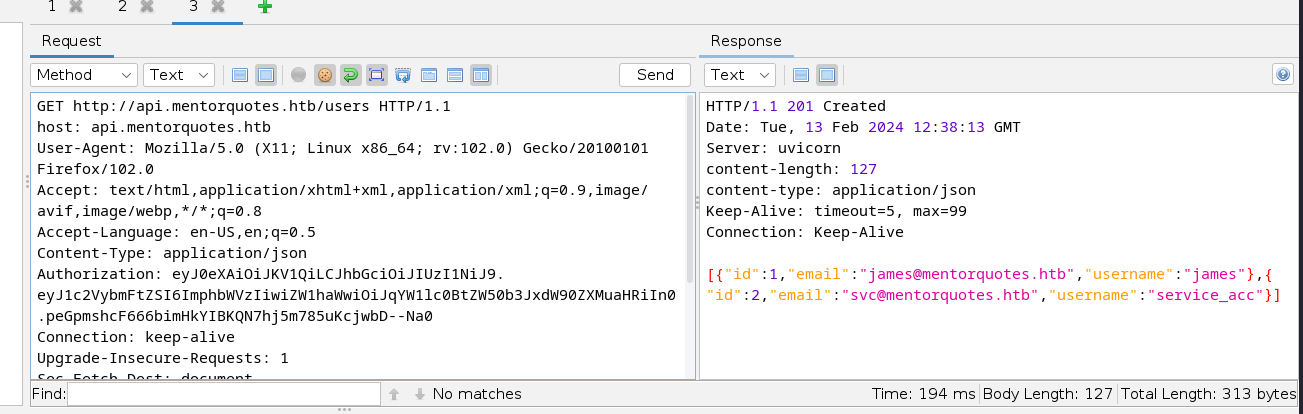 1 2 3
Request
Response
Method Text Send
Text
GET http://api.mentorquotes.htb/users HTTP/1.1
host: api.mentorquotes.htb
User-Agent: Mozilla/5.0 (X11; Linux x86_64; rv:102.0) Gecko/20100101
Firefox/102.0
Accept: text/html,application/xhtml+xml,application/xml;q=0.9,image/
avif,image/webp,*/*;q=0.8
Accept-Language: en-US,en;q=0.5
Content-Type: application/json
Authorization: eyJ0eXAiOiJKV1QiLCJhbGciOiJIUzI1NiJ9.
eyJ1c2VybmFtZSI6ImphbWVzIiwiZW1haWwiOiJqYW1lc0BtZW50b3JxdW90ZXMuaHRiIn0
.peGpmshcF666bimHkYIBKQN7hj5m785uKcjwbD--Na0
Connection: keep-alive
Upgrade-Insecure-Requests: 1
Sec-Fetch-Dest: document
HTTP/1.1 201 Created
Date: Tue, 13 Feb 2024 12:38:13 GMT
Server: uvicorn
content-length: 127
content-type: application/json
Keep-Alive: timeout=5, max=99
Connection: Keep-Alive
[{"id":1,"email":"james@mentorquotes.htb","username":"james"},{
"id":2,"email":"svc@mentorquotes.htb","username":"service_acc"}]
Find: No matches
Time: 194 ms Body Length: 127 Total Length: 313 bytes